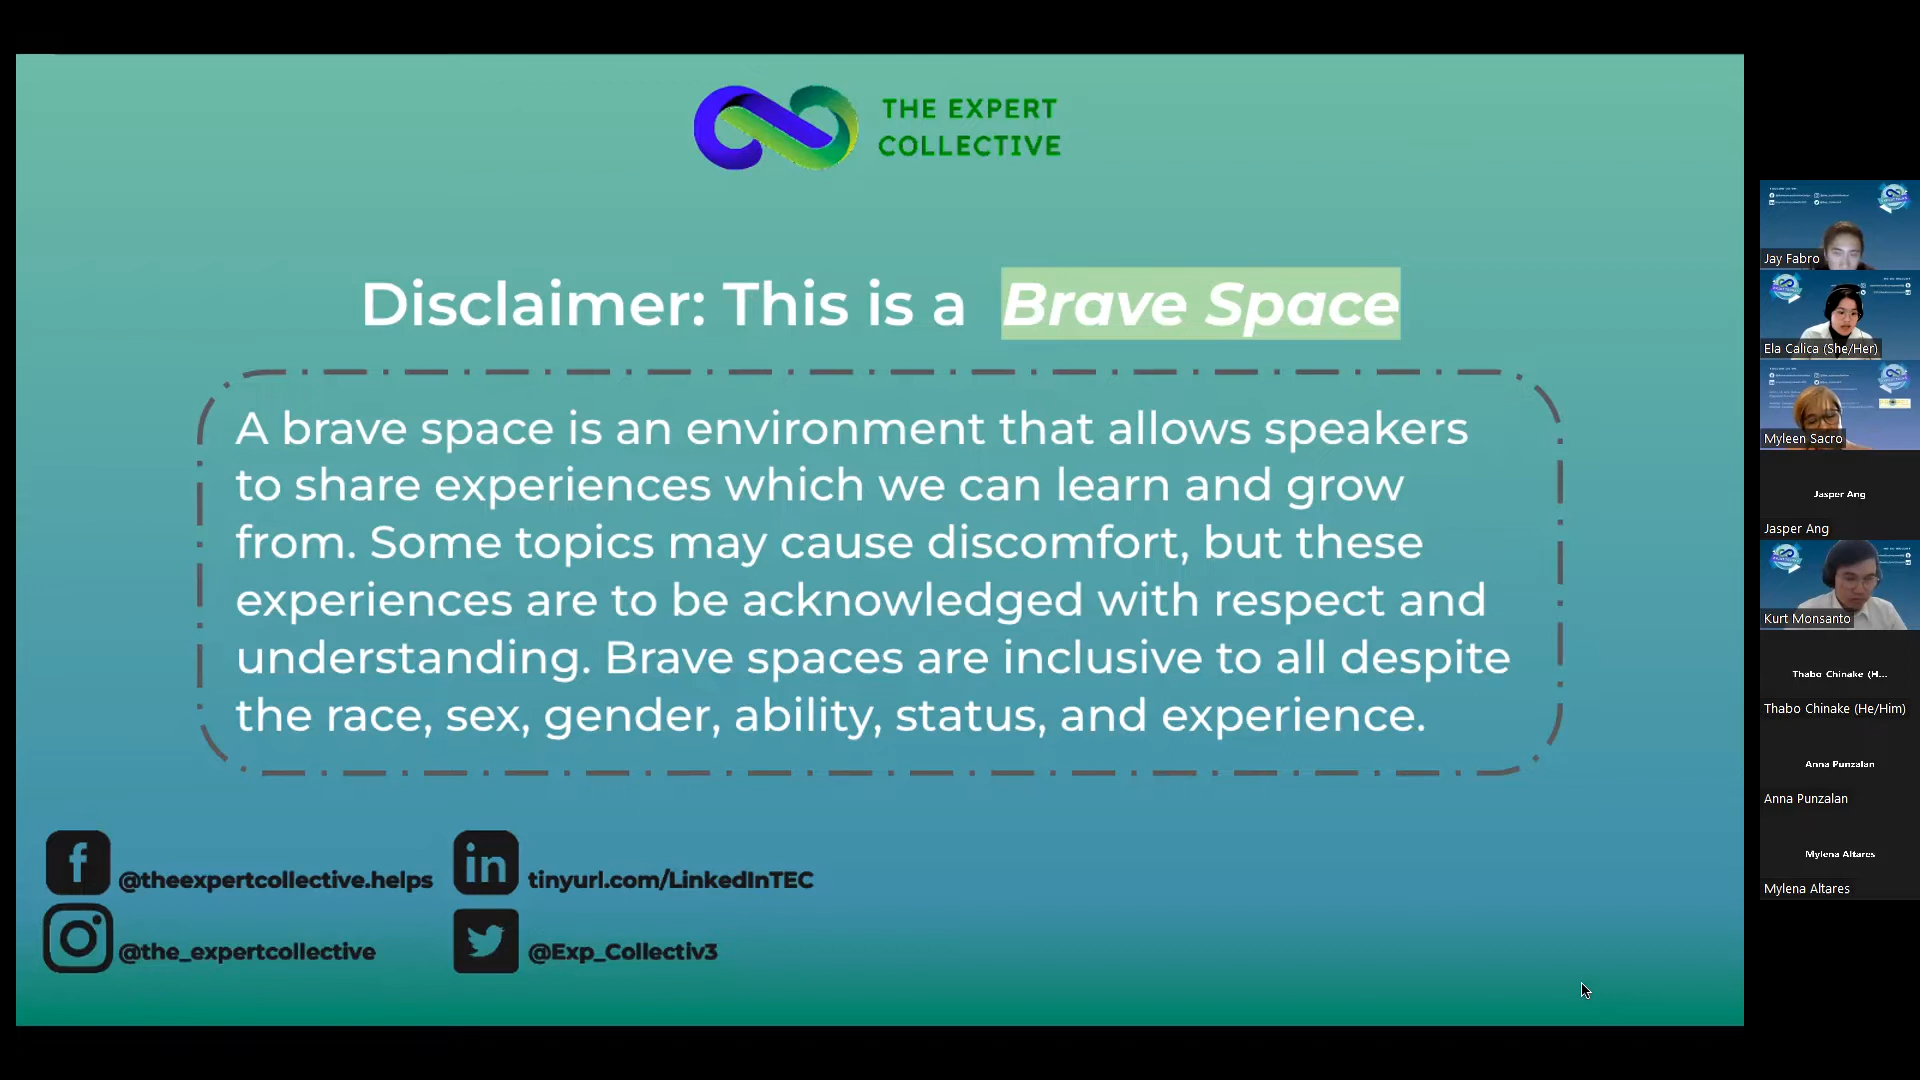 THE EXPERT
COLLECTIVE
Disclaimer: This is a Brave Space
A brave space is an environment that allows speakers
to share experiences which we can learn and grow
from. Some topics may cause discomfort, but these
experiences are to be acknowledged with respect and
understanding. Brave spaces are inclusive to all despite
the race, sex, gender, ability, status, and experience.
@theexpertcollective.helps
tinyurl.com/LinkedInTEC
@the_expertcollective
@Exp_Collectiv3
Jay Fabro
Ela Calica (She/Her)
Myleen Sacro
Jasper Ang
Jasper Ang
Kurt Monsanto
Thabo Chinake (H...
Thabo Chinake (He/Him)
Anna Punzalan
Anna Punzalan
Mylena Altares
Mylena Altares